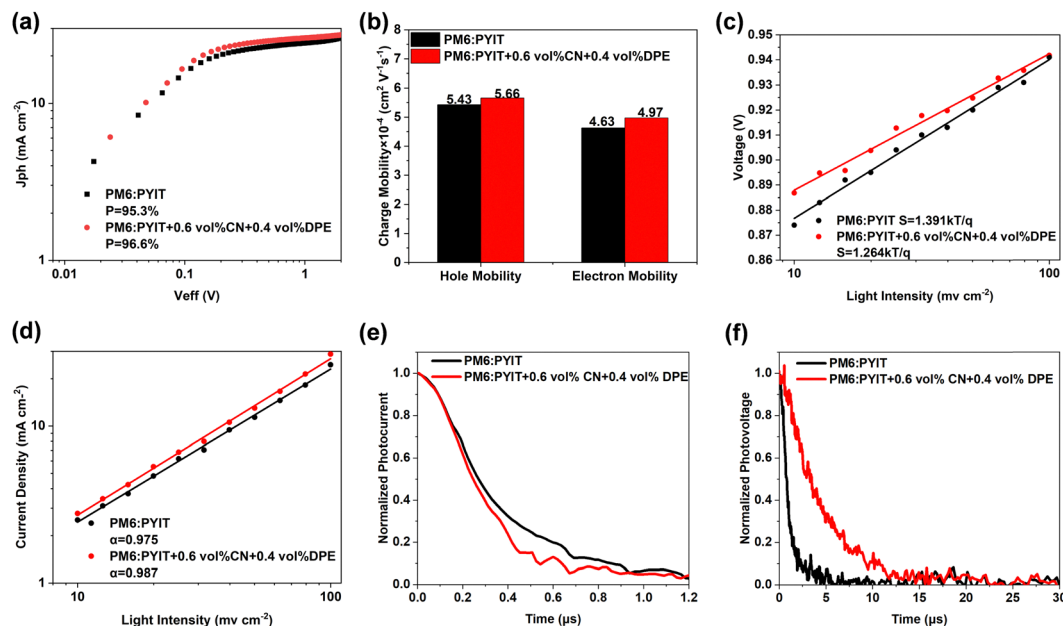 (a)
Jph (mA cm⁻²)
10
1
PM6:PYIT
P=95.3%
PM6:PYIT+0.6 vol%CN+0.4 vol%DPE
P=96.6%
0.01 0.1 1
Veff (V)
(b)
PM6:PYIT
PM6:PYIT+0.6 vol%CN+0.4 vol%DPE
Charge Mobility×10⁻⁴ (cm² V⁻¹s⁻¹)
8
7
6
5
4
3
2
1
0
5.43 5.66
4.63 4.97
Hole Mobility Electron Mobility
(c)
Voltage (V)
0.95
0.94
0.93
0.92
0.91
0.90
0.89
0.88
0.87
0.86
PM6:PYIT S=1.391kT/q
PM6:PYIT+0.6 vol%CN+0.4 vol%DPE
S=1.264kT/q
10 100
Light Intensity (mv cm⁻²)
(d)
Current Density (mA cm⁻²)
10
1
PM6:PYIT
α=0.975
PM6:PYIT+0.6 vol%CN+0.4 vol%DPE
α=0.987
10 100
Light Intensity (mv cm⁻²)
(e)
PM6:PYIT
PM6:PYIT+0.6 vol% CN+0.4 vol% DPE
Normalized Photocurrent
1.0
0.8
0.6
0.4
0.2
0.0
0.0 0.2 0.4 0.6 0.8 1.0 1.2
Time (μs)
(f)
PM6:PYIT
PM6:PYIT+0.6 vol% CN+0.4 vol% DPE
Normalized Photovoltage
1.0
0.8
0.6
0.4
0.2
0.0
0 5 10 15 20 25 30
Time (μs)